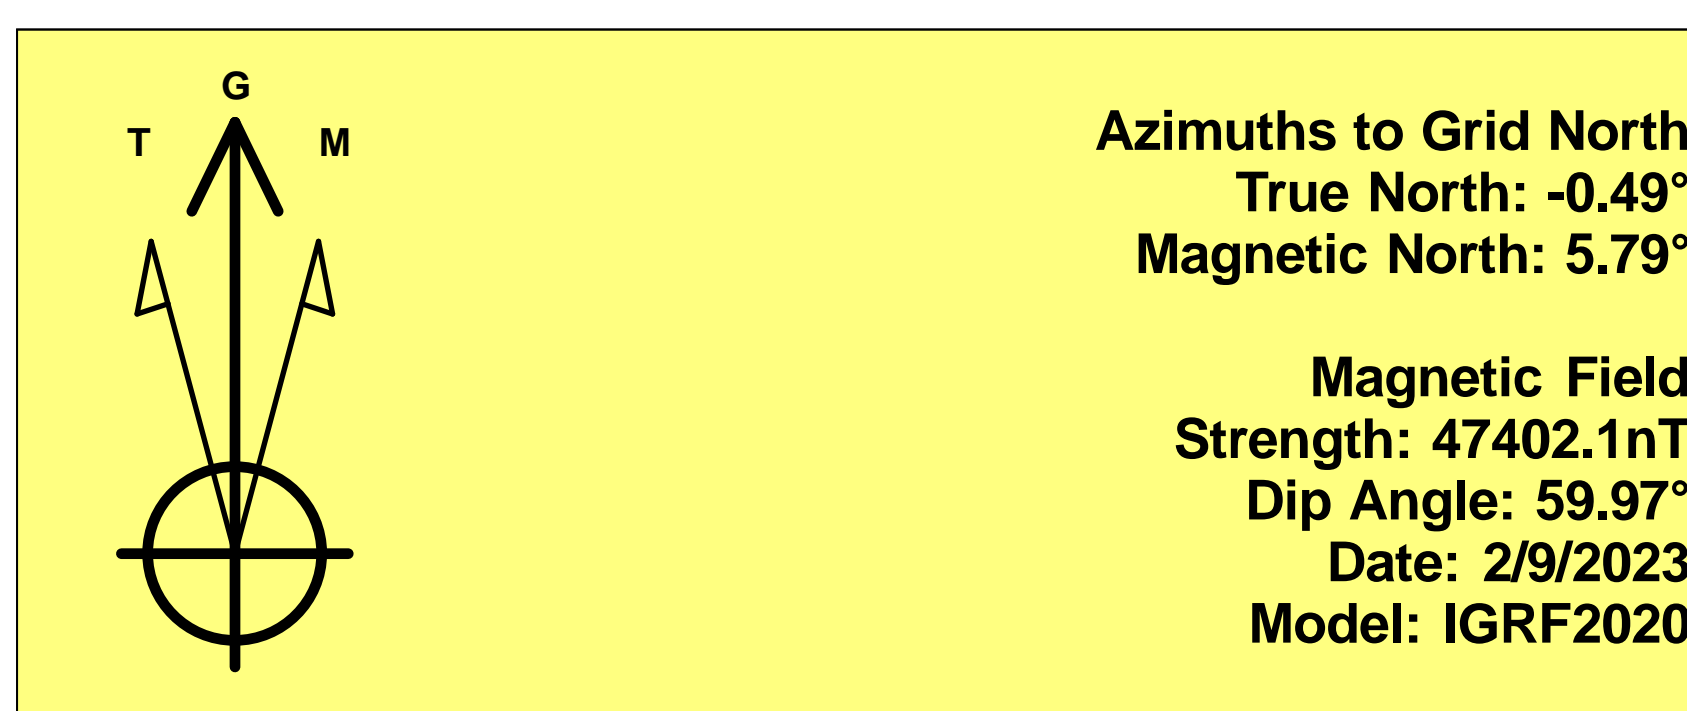 G
T
M
Azimuths to Grid North
True North: -0.49°
Magnetic North: 5.79°
Magnetic Field
Strength: 47402.1nT
Dip Angle: 59.97°
Date: 2/9/2023
Model: IGRF2020